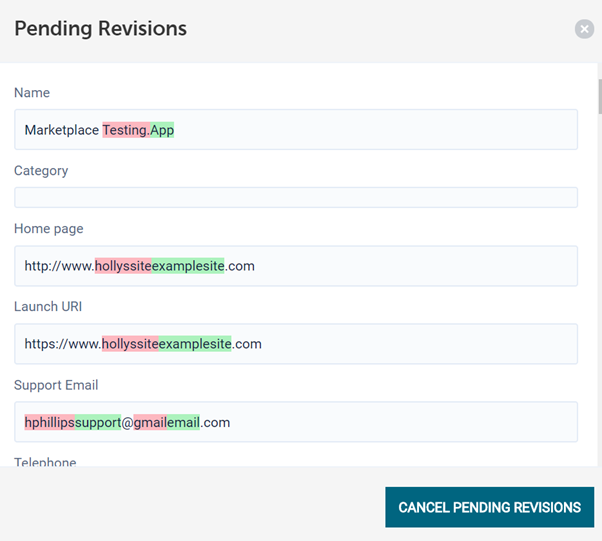 Pending Revisions
Name
Marketplace Testing.App
Category
Home page
http://www.hollyssiteexamplesite.com
Launch URI
https://www.hollyssiteexamplesite.com
Support Email
hphillipssupport@gmailemail.com
Telephone
CANCEL PENDING REVISIONS